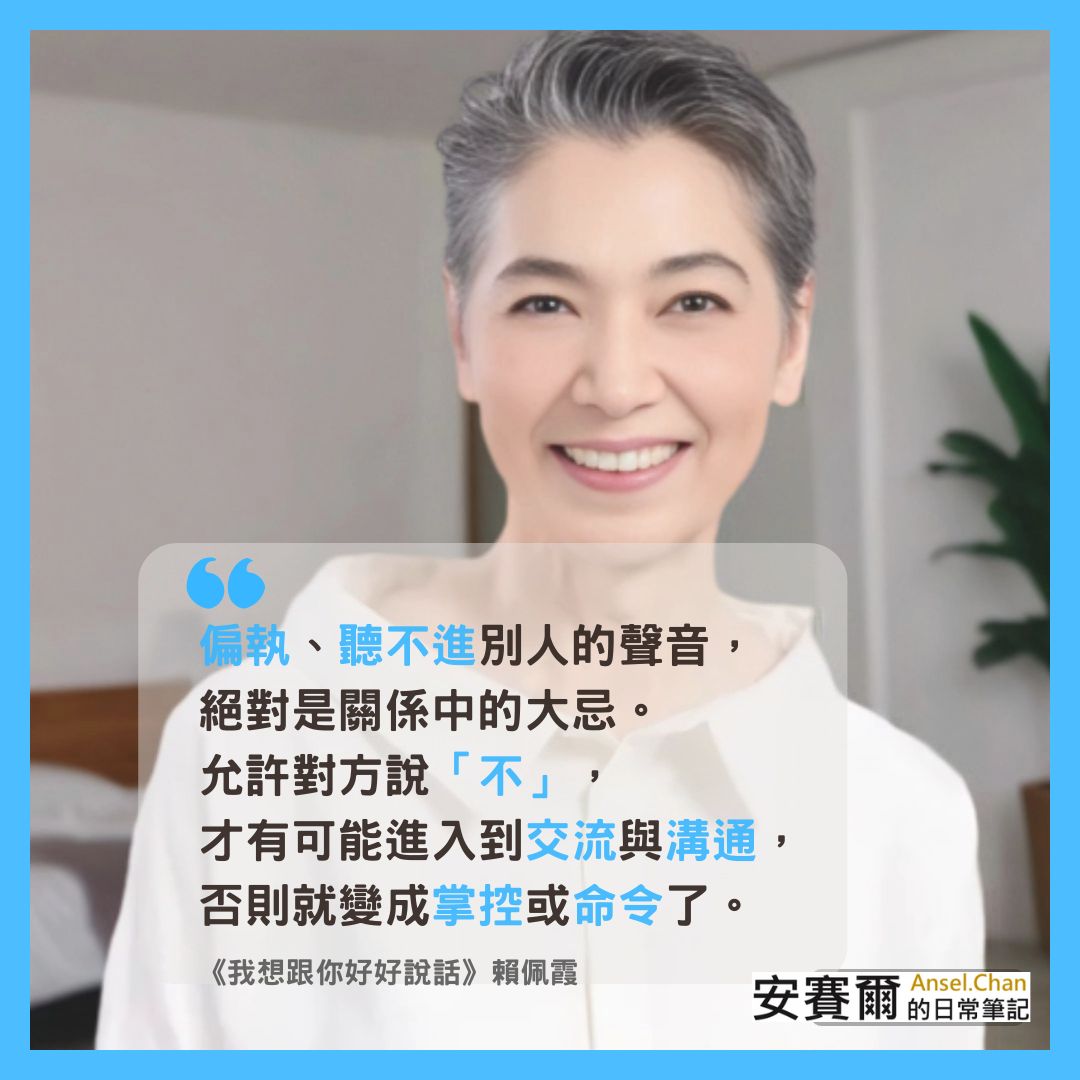 偏執、聽不進別人的聲音，
絕對是關係中的大忌。
允許對方說「不」，
才有可能進入到交流與溝通，
否則就變成掌控或命令了。
《我想跟你好好說話》賴佩霞
安賽爾 Ansel.Chan
的日常筆記